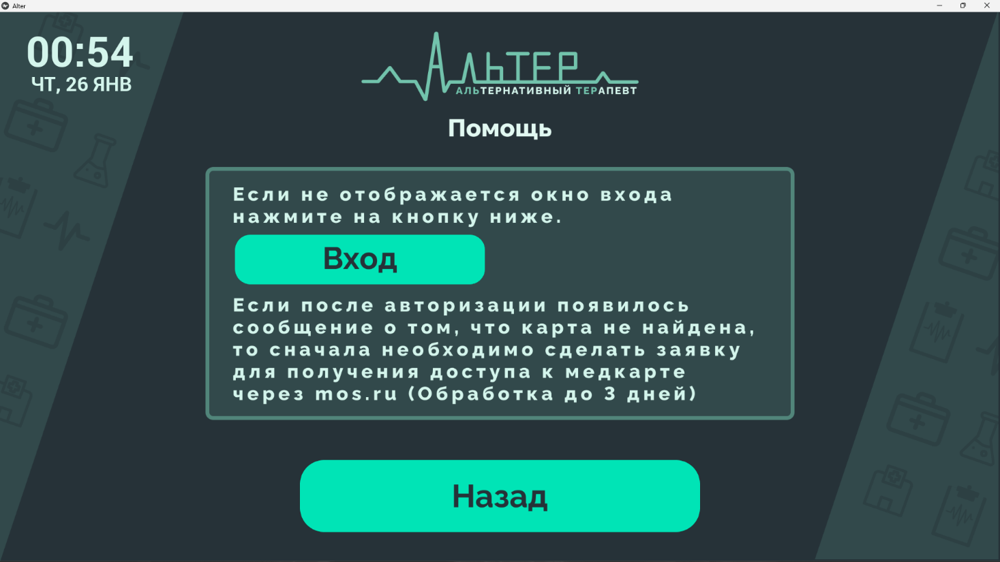 Alter
00:54
ЧТ, 26 ЯНВ
АЛЬТЕР
АЛЬТЕРНАТИВНЫЙ ТЕРАПЕВТ
Помощь
Если не отображается окно входа
нажмите на кнопку ниже.
Вход
Если после авторизации появилось
сообщение о том, что карта не найдена,
то сначала необходимо сделать заявку
для получения доступа к медкарте
через mos.ru (Обработка до 3 дней)
Назад